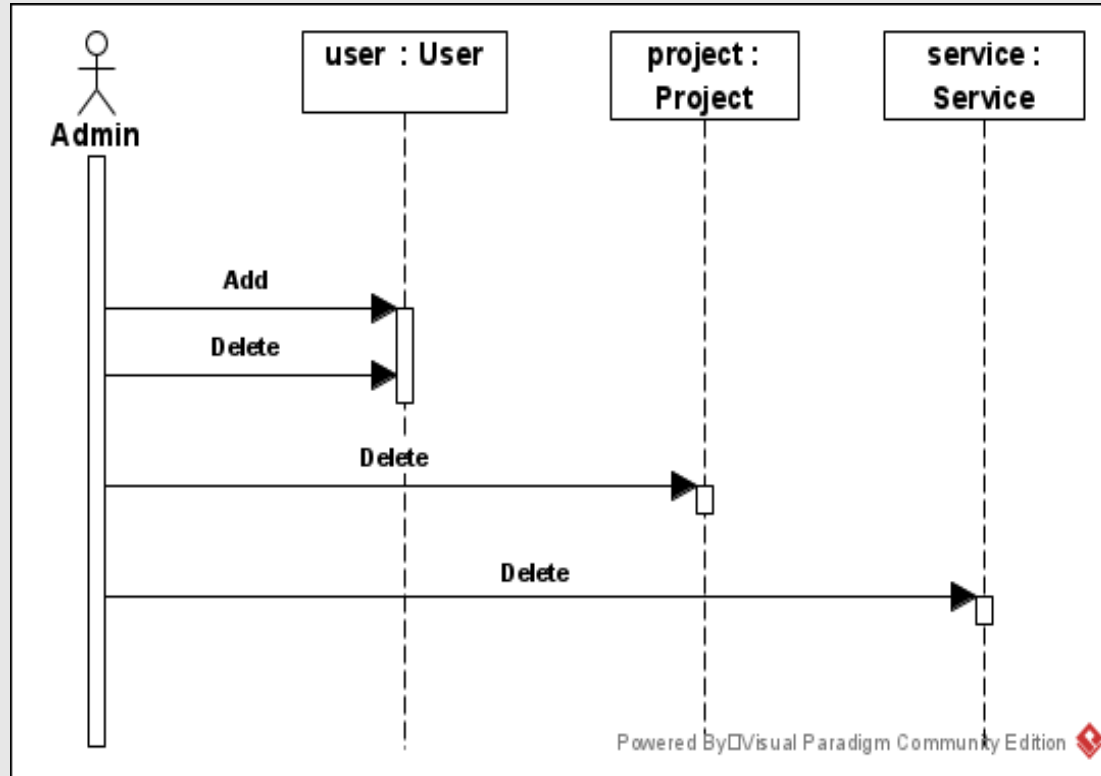 user : User
project :
Project
service :
Service
Admin
Add
Delete
Delete
Delete
Powered By□Visual Paradigm Community Edition